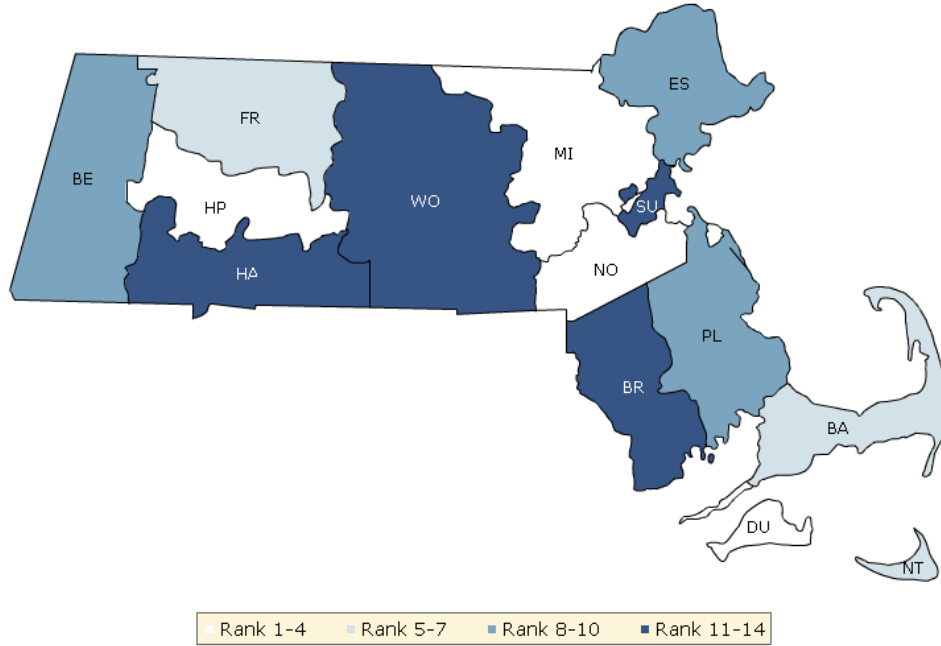 ES
FR
MI
BE
WO
HP
SU
HA
NO
PL
BR
BA
DU
NT
Rank 1-4 Rank 5-7 Rank 8-10 Rank 11-14